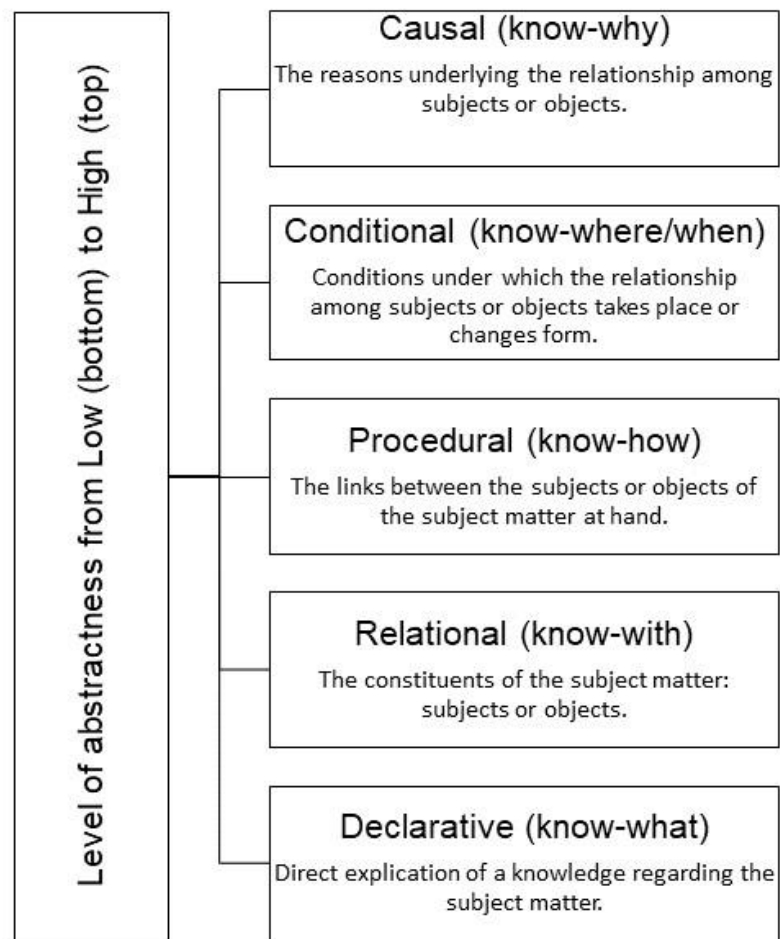 Level of abstractness from Low (bottom) to High (top)
Causal (know-why)
The reasons underlying the relationship among
subjects or objects.
Conditional (know-where/when)
Conditions under which the relationship
among subjects or objects takes place or
changes form.
Procedural (know-how)
The links between the subjects or objects of
the subject matter at hand.
Relational (know-with)
The constituents of the subject matter:
subjects or objects.
Declarative (know-what)
Direct explication of a knowledge regarding the
subject matter.